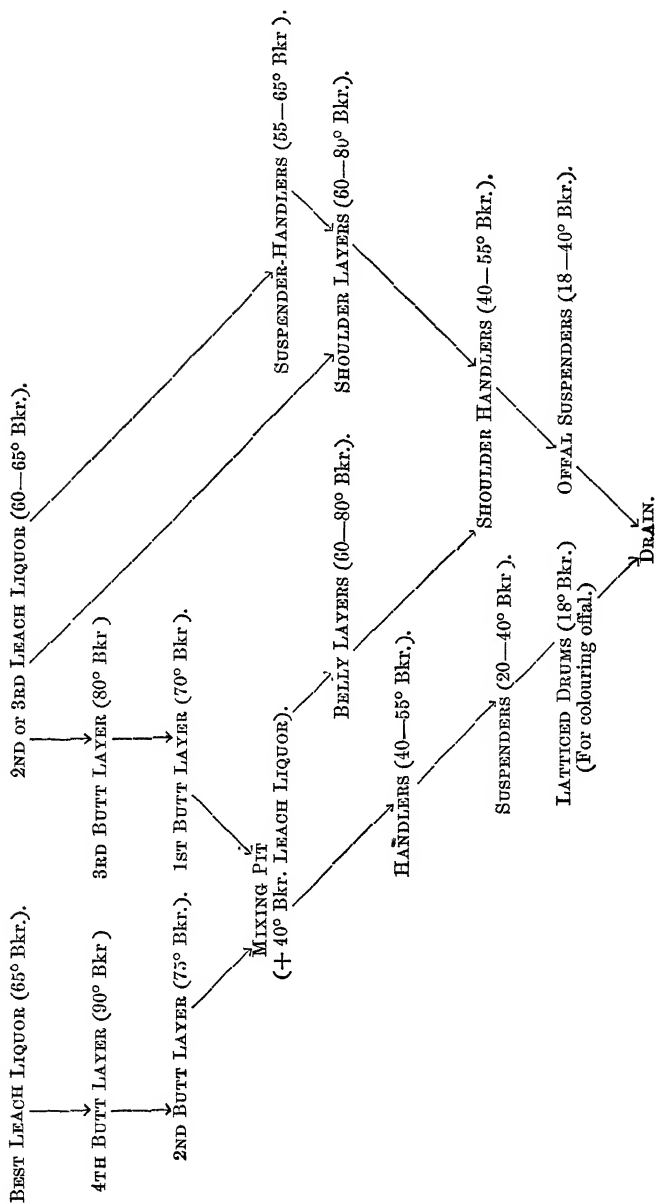 BEST LEACH LIQUOR (65° Bkr.).
2ND OR 3RD LEACH LIQUOR (60—65° Bkr.).
4TH BUTT LAYER (90° Bkr)
3RD BUTT LAYER (80° Bkr)
2ND BUTT LAYER (75° Bkr.).
1ST BUTT LAYER (70° Bkr.)
MIXING PIT
(+ 40° Bkr. LEACH LIQUOR).
SUSPENDER-HANDLERS (55—65° Bkr ).
BELLY LAYERS (60—80° Bkr.).
SHOULDER LAYERS (60—80° Bkr.).
HANDLERS (40—55° Bkr.).
SHOULDER HANDLERS (40—55° Bkr.).
SUSPENDERS (20—40° Bkr ).
LATTICED DRUMS (18° Bkr.)
(For colouring offal.)
OFFAL SUSPENDERS (18—40° Bkr.).
DRAIN.